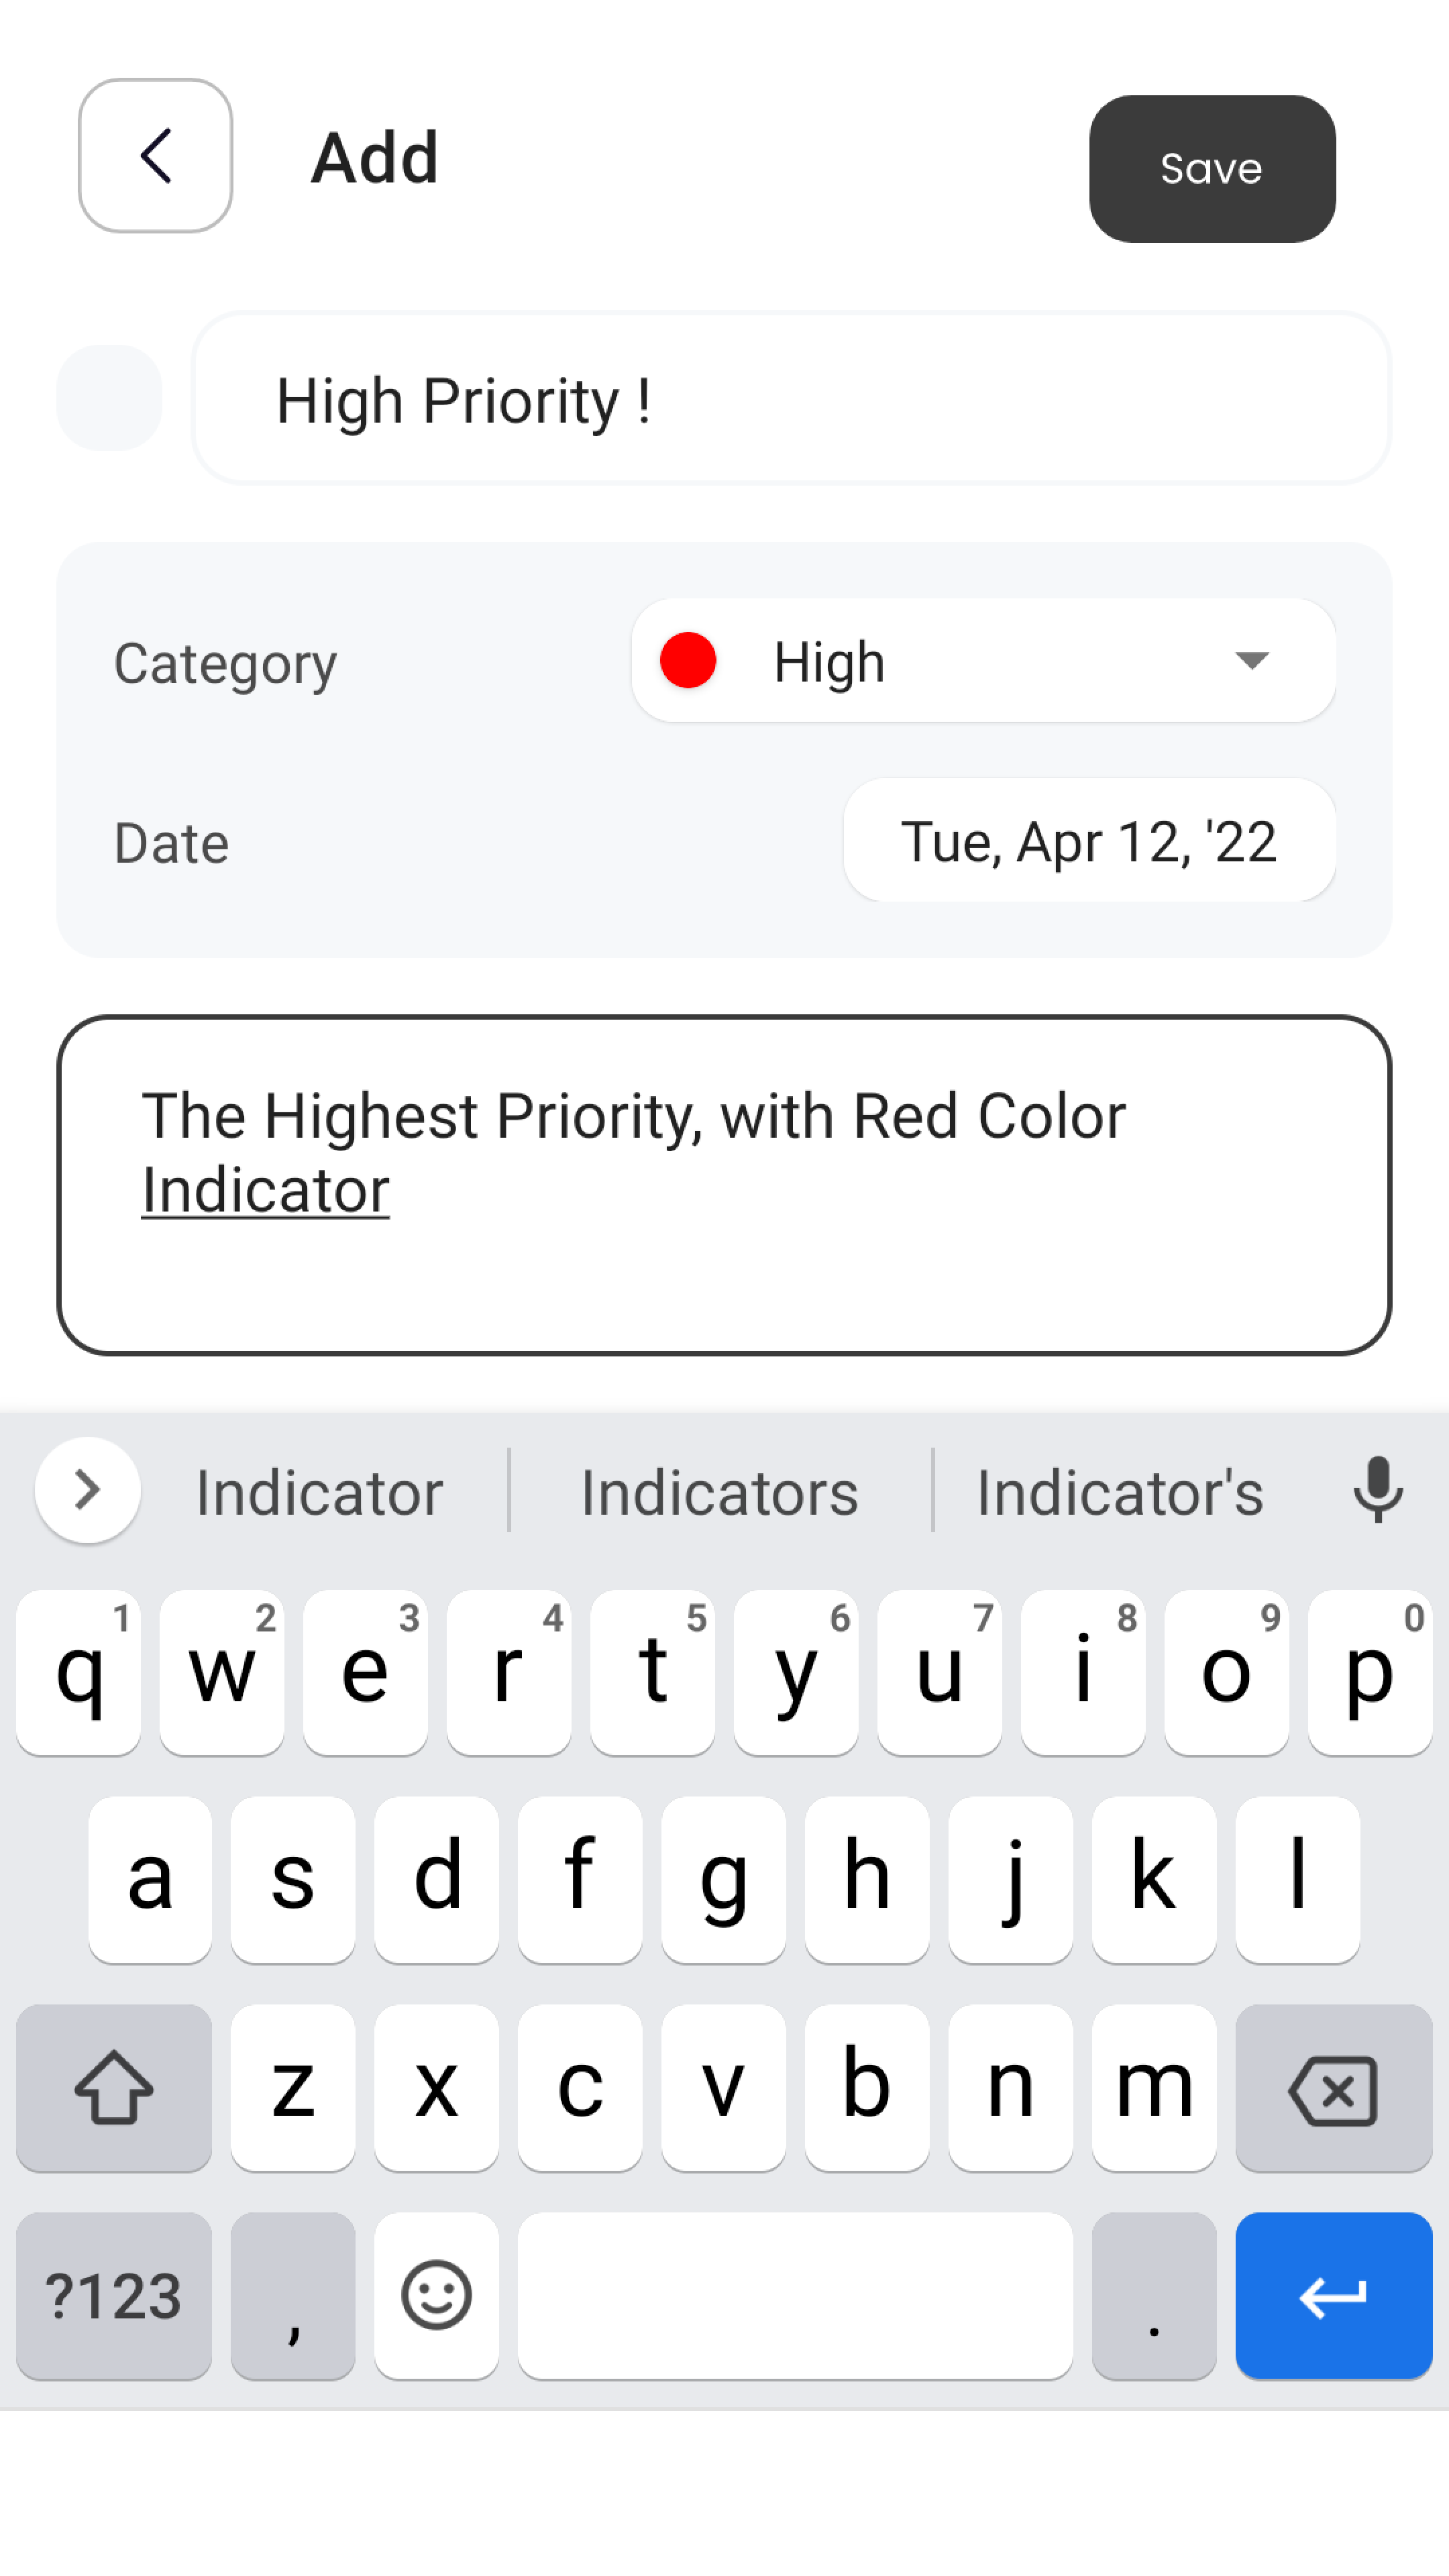 Add
Save
High Priority !
Category
High
Date
Tue, Apr 12, '22
The Highest Priority, with Red Color
Indicator
Indicator
Indicators
Indicator's
q 1 w 2 e 3 r 4 t 5 y 6 u 7 i 8 o 9 p 0
a s d f g h j k l
z x c v b n m
?123 , .